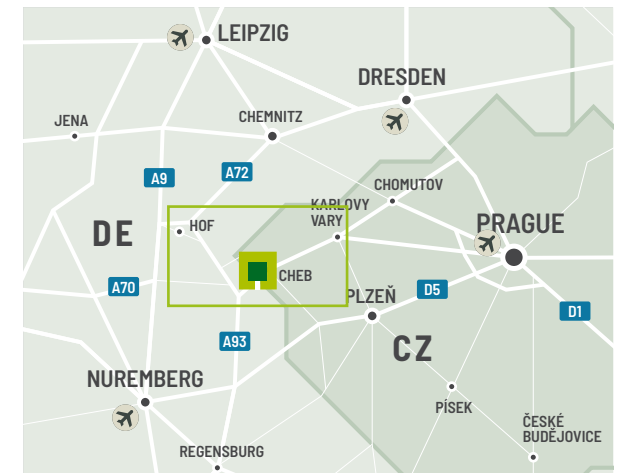 LEIPZIG
DRESDEN
JENA
CHEMNITZ
A9
A72
CHOMUTOV
KARLOVY
VARY
DE
HOF
PRAGUE
CHEB
A70
PLZEŇ
D5
D1
A93
CZ
NUREMBERG
PÍSEK
ČESKÉ
BUDĚJOVICE
REGENSBURG